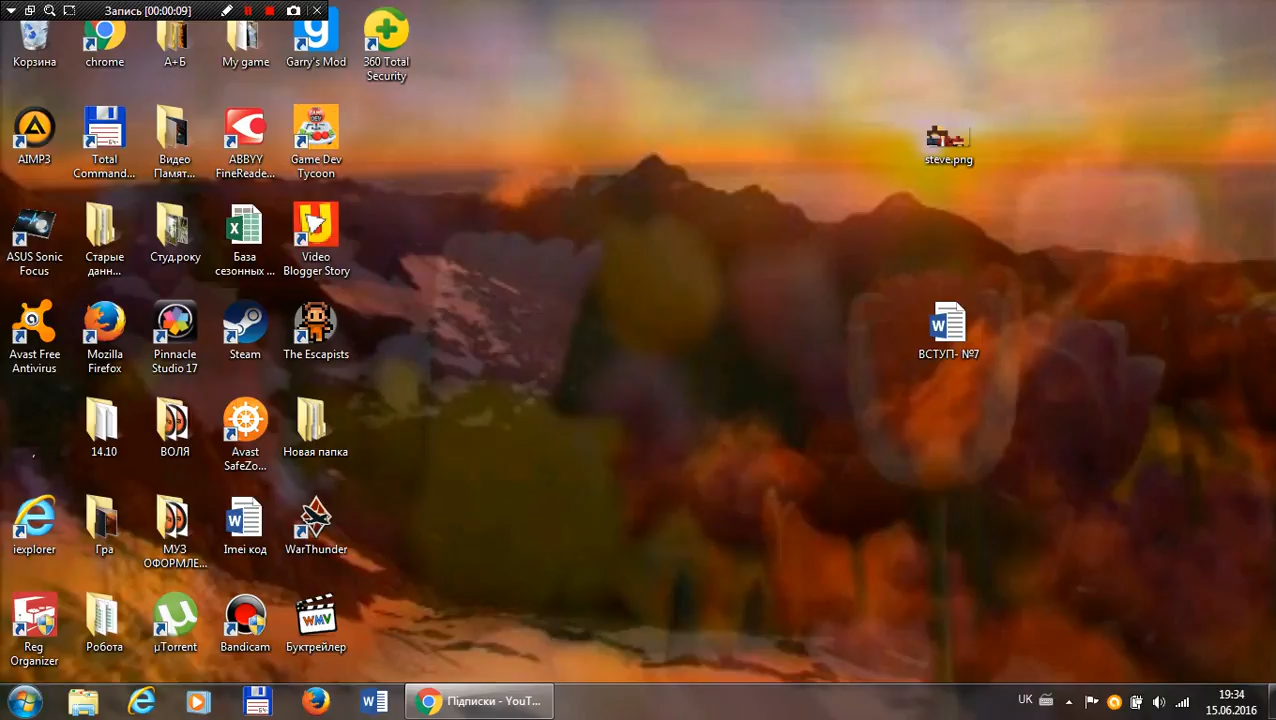 Запись [00:00:09]
Корзина
chrome
А+Б
My game
Garry's Mod
360 Total
Security
AIMP3
Total
Command...
Видео
Памят...
ABBYY
FineReade...
Game Dev
Tycoon
steve.png
ASUS Sonic
Focus
Старые
данн...
Студ.року
База
сезонных ...
Video
Blogger Story
Avast Free
Antivirus
Mozilla
Firefox
Pinnacle
Studio 17
Steam
The Escapists
ВСТУП- №7
,
14.10
ВОЛЯ
Avast
SafeZo...
Новая папка
iexplorer
Гра
МУЗ
ОФОРМЛЕ...
Imei код
WarThunder
Reg
Organizer
Робота
µTorrent
Bandicam
WMV
Буктрейлер
Підписки - YouT...
UK
19:34
15.06.2016